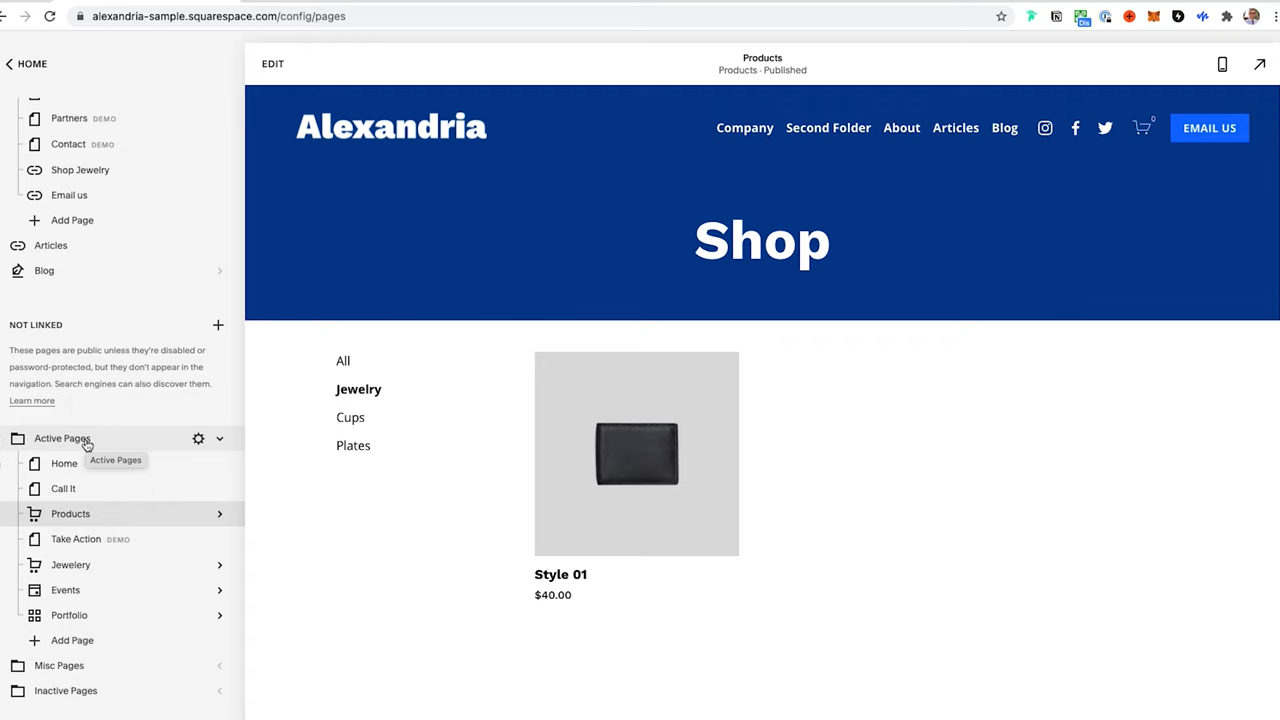 alexandria-sample.squarespace.com/config/pages
Dis
HOME
Partners DEMO
Contact DEMO
Shop Jewelry
Email us
Add Page
Articles
Blog
NOT LINKED
These pages are public unless they're disabled or
password-protected, but they don't appear in the
navigation. Search engines can also discover them.
Learn more
Active Pages
Active Pages
Home
Call It
Products
Take Action DEMO
Jewelery
Events
Portfolio
Add Page
Misc Pages
Inactive Pages
EDIT
Products
Products · Published
Alexandria
Company Second Folder About Articles Blog
0
EMAIL US
Shop
All
Jewelry
Cups
Plates
Style 01
$40.00